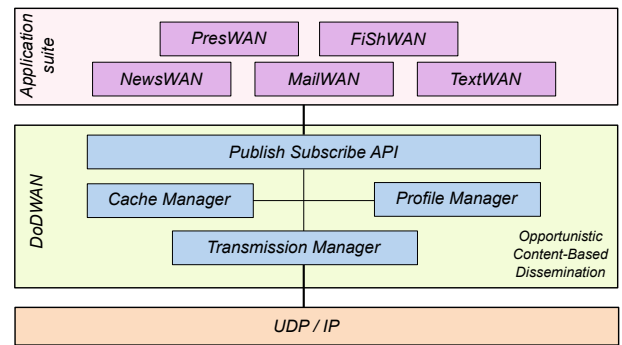 Application
suite
PresWAN
FiShWAN
NewsWAN
MailWAN
TextWAN
DoDWAN
Publish Subscribe API
Cache Manager
Profile Manager
Transmission Manager
Opportunistic
Content-Based
Dissemination
UDP / IP